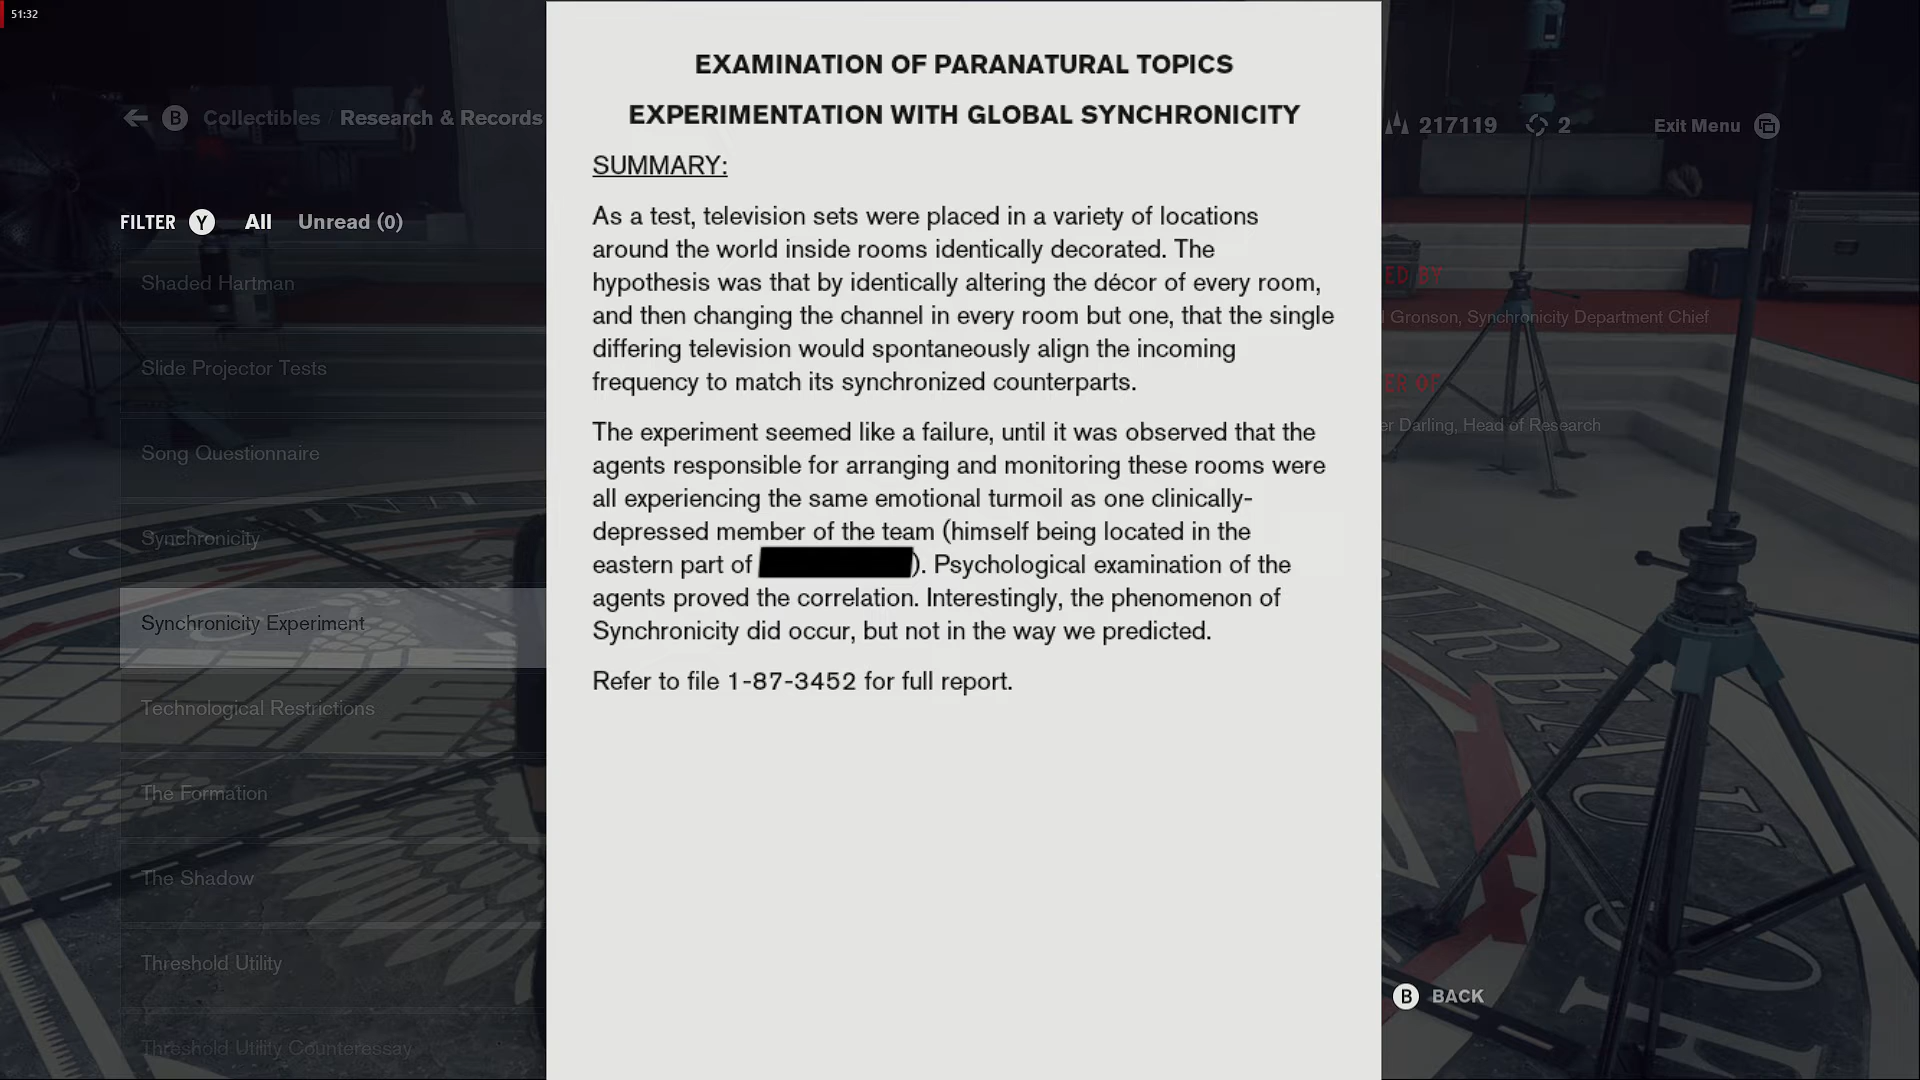 51:32
B Collectibles / Research & Records
217119 2
Exit Menu
FILTER Y All Unread (0)
Shaded Hartman
Slide Projector Tests
Song Questionnaire
Synchronicity
Synchronicity Experiment
Technological Restrictions
The Formation
The Shadow
Threshold Utility
Threshold Utility Counteressay
EXAMINATION OF PARANATURAL TOPICS
EXPERIMENTATION WITH GLOBAL SYNCHRONICITY
SUMMARY:
As a test, television sets were placed in a variety of locations
around the world inside rooms identically decorated. The
hypothesis was that by identically altering the décor of every room,
and then changing the channel in every room but one, that the single
differing television would spontaneously align the incoming
frequency to match its synchronized counterparts.
The experiment seemed like a failure, until it was observed that the
agents responsible for arranging and monitoring these rooms were
all experiencing the same emotional turmoil as one clinically-
depressed member of the team (himself being located in the
eastern part of ). Psychological examination of the
agents proved the correlation. Interestingly, the phenomenon of
Synchronicity did occur, but not in the way we predicted.
Refer to file 1-87-3452 for full report.
ED BY
Gronson, Synchronicity Department Chief
ER OF
er Darling, Head of Research
B BACK